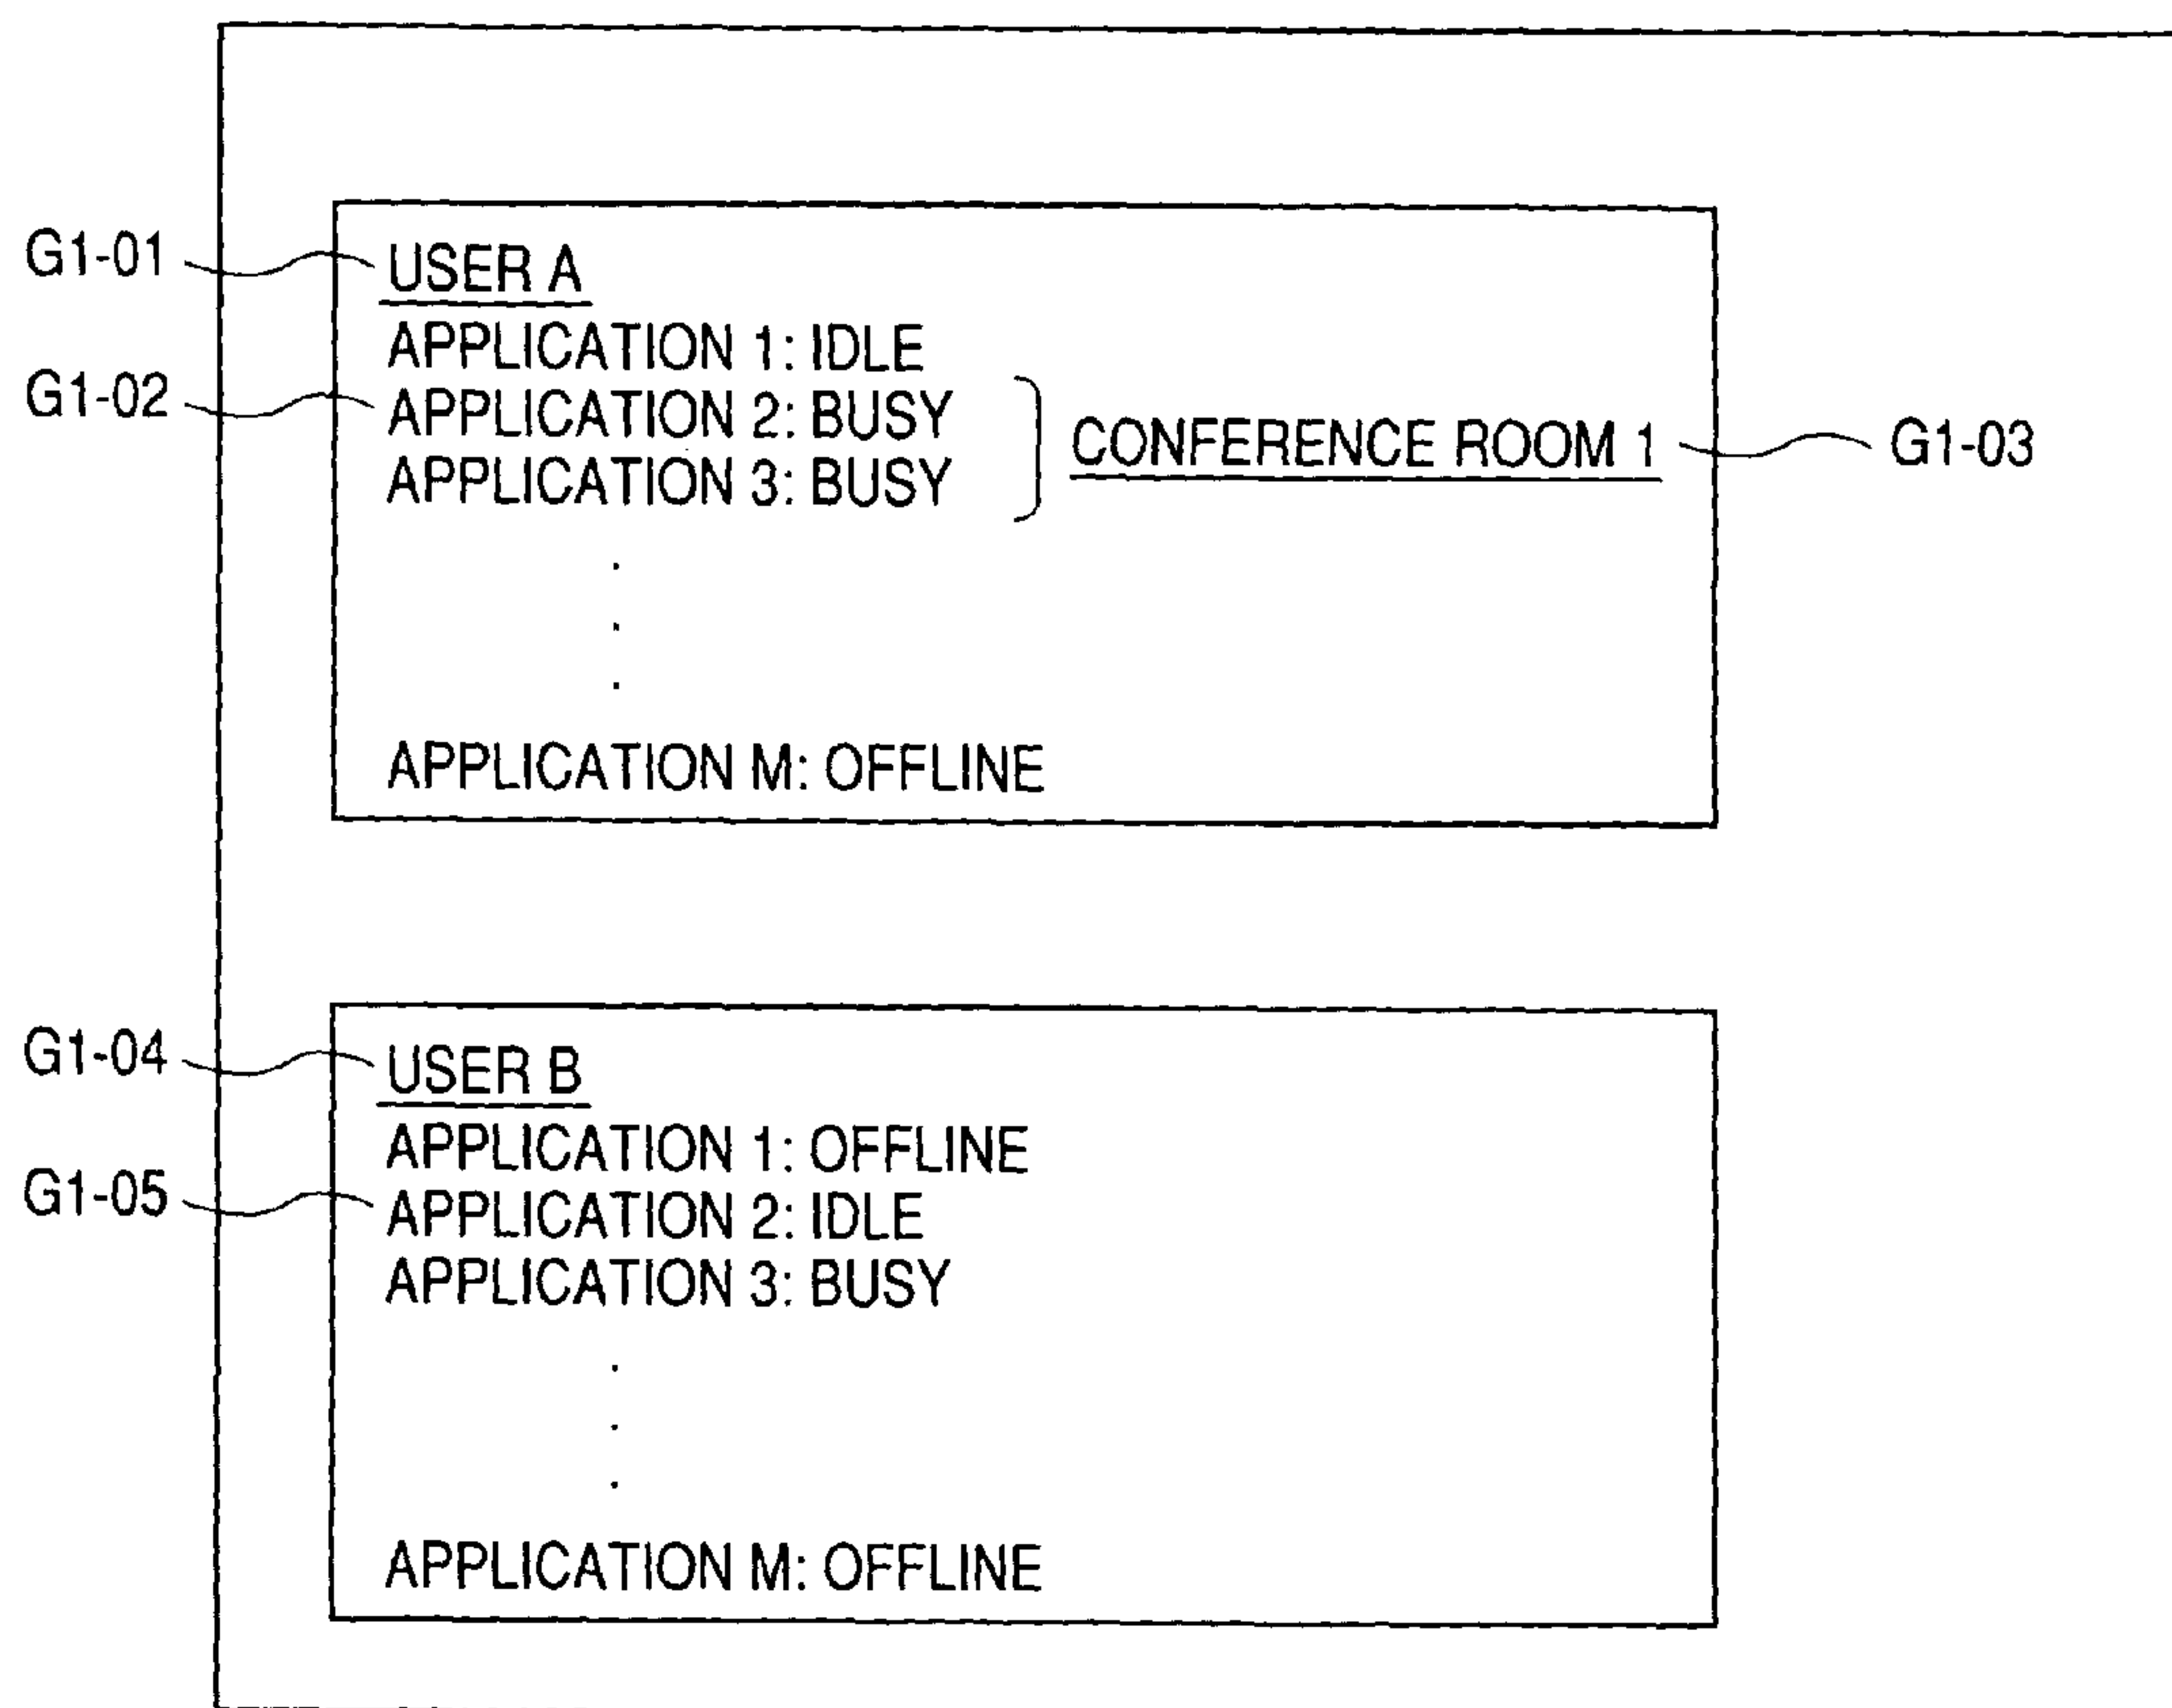 G1-01 USER A
APPLICATION 1: IDLE
G1-02 APPLICATION 2: BUSY
CONFERENCE ROOM 1 G1-03
APPLICATION 3: BUSY
.
.
.
APPLICATION M: OFFLINE
G1-04 USER B
APPLICATION 1: OFFLINE
G1-05 APPLICATION 2: IDLE
APPLICATION 3: BUSY
.
.
.
APPLICATION M: OFFLINE